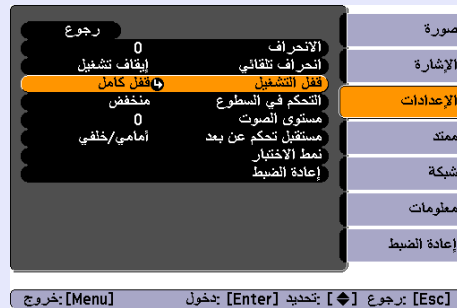 صورة
الإشارة
الإعدادات
ممتد
شبكة
معلومات
إعادة الضبط
رجوع
الانحراف 0
انحراف تلقائي إيقاف تشغيل
قفل التشغيل قفل كامل
التحكم في السطوع منخفض
مستوى الصوت 0
مستقبل تحكم عن بعد أمامي/خلفي
نمط الاختبار
إعادة الضبط
[Esc] :رجوع [◆] :تحديد [Enter] :دخول [Menu] :خروج